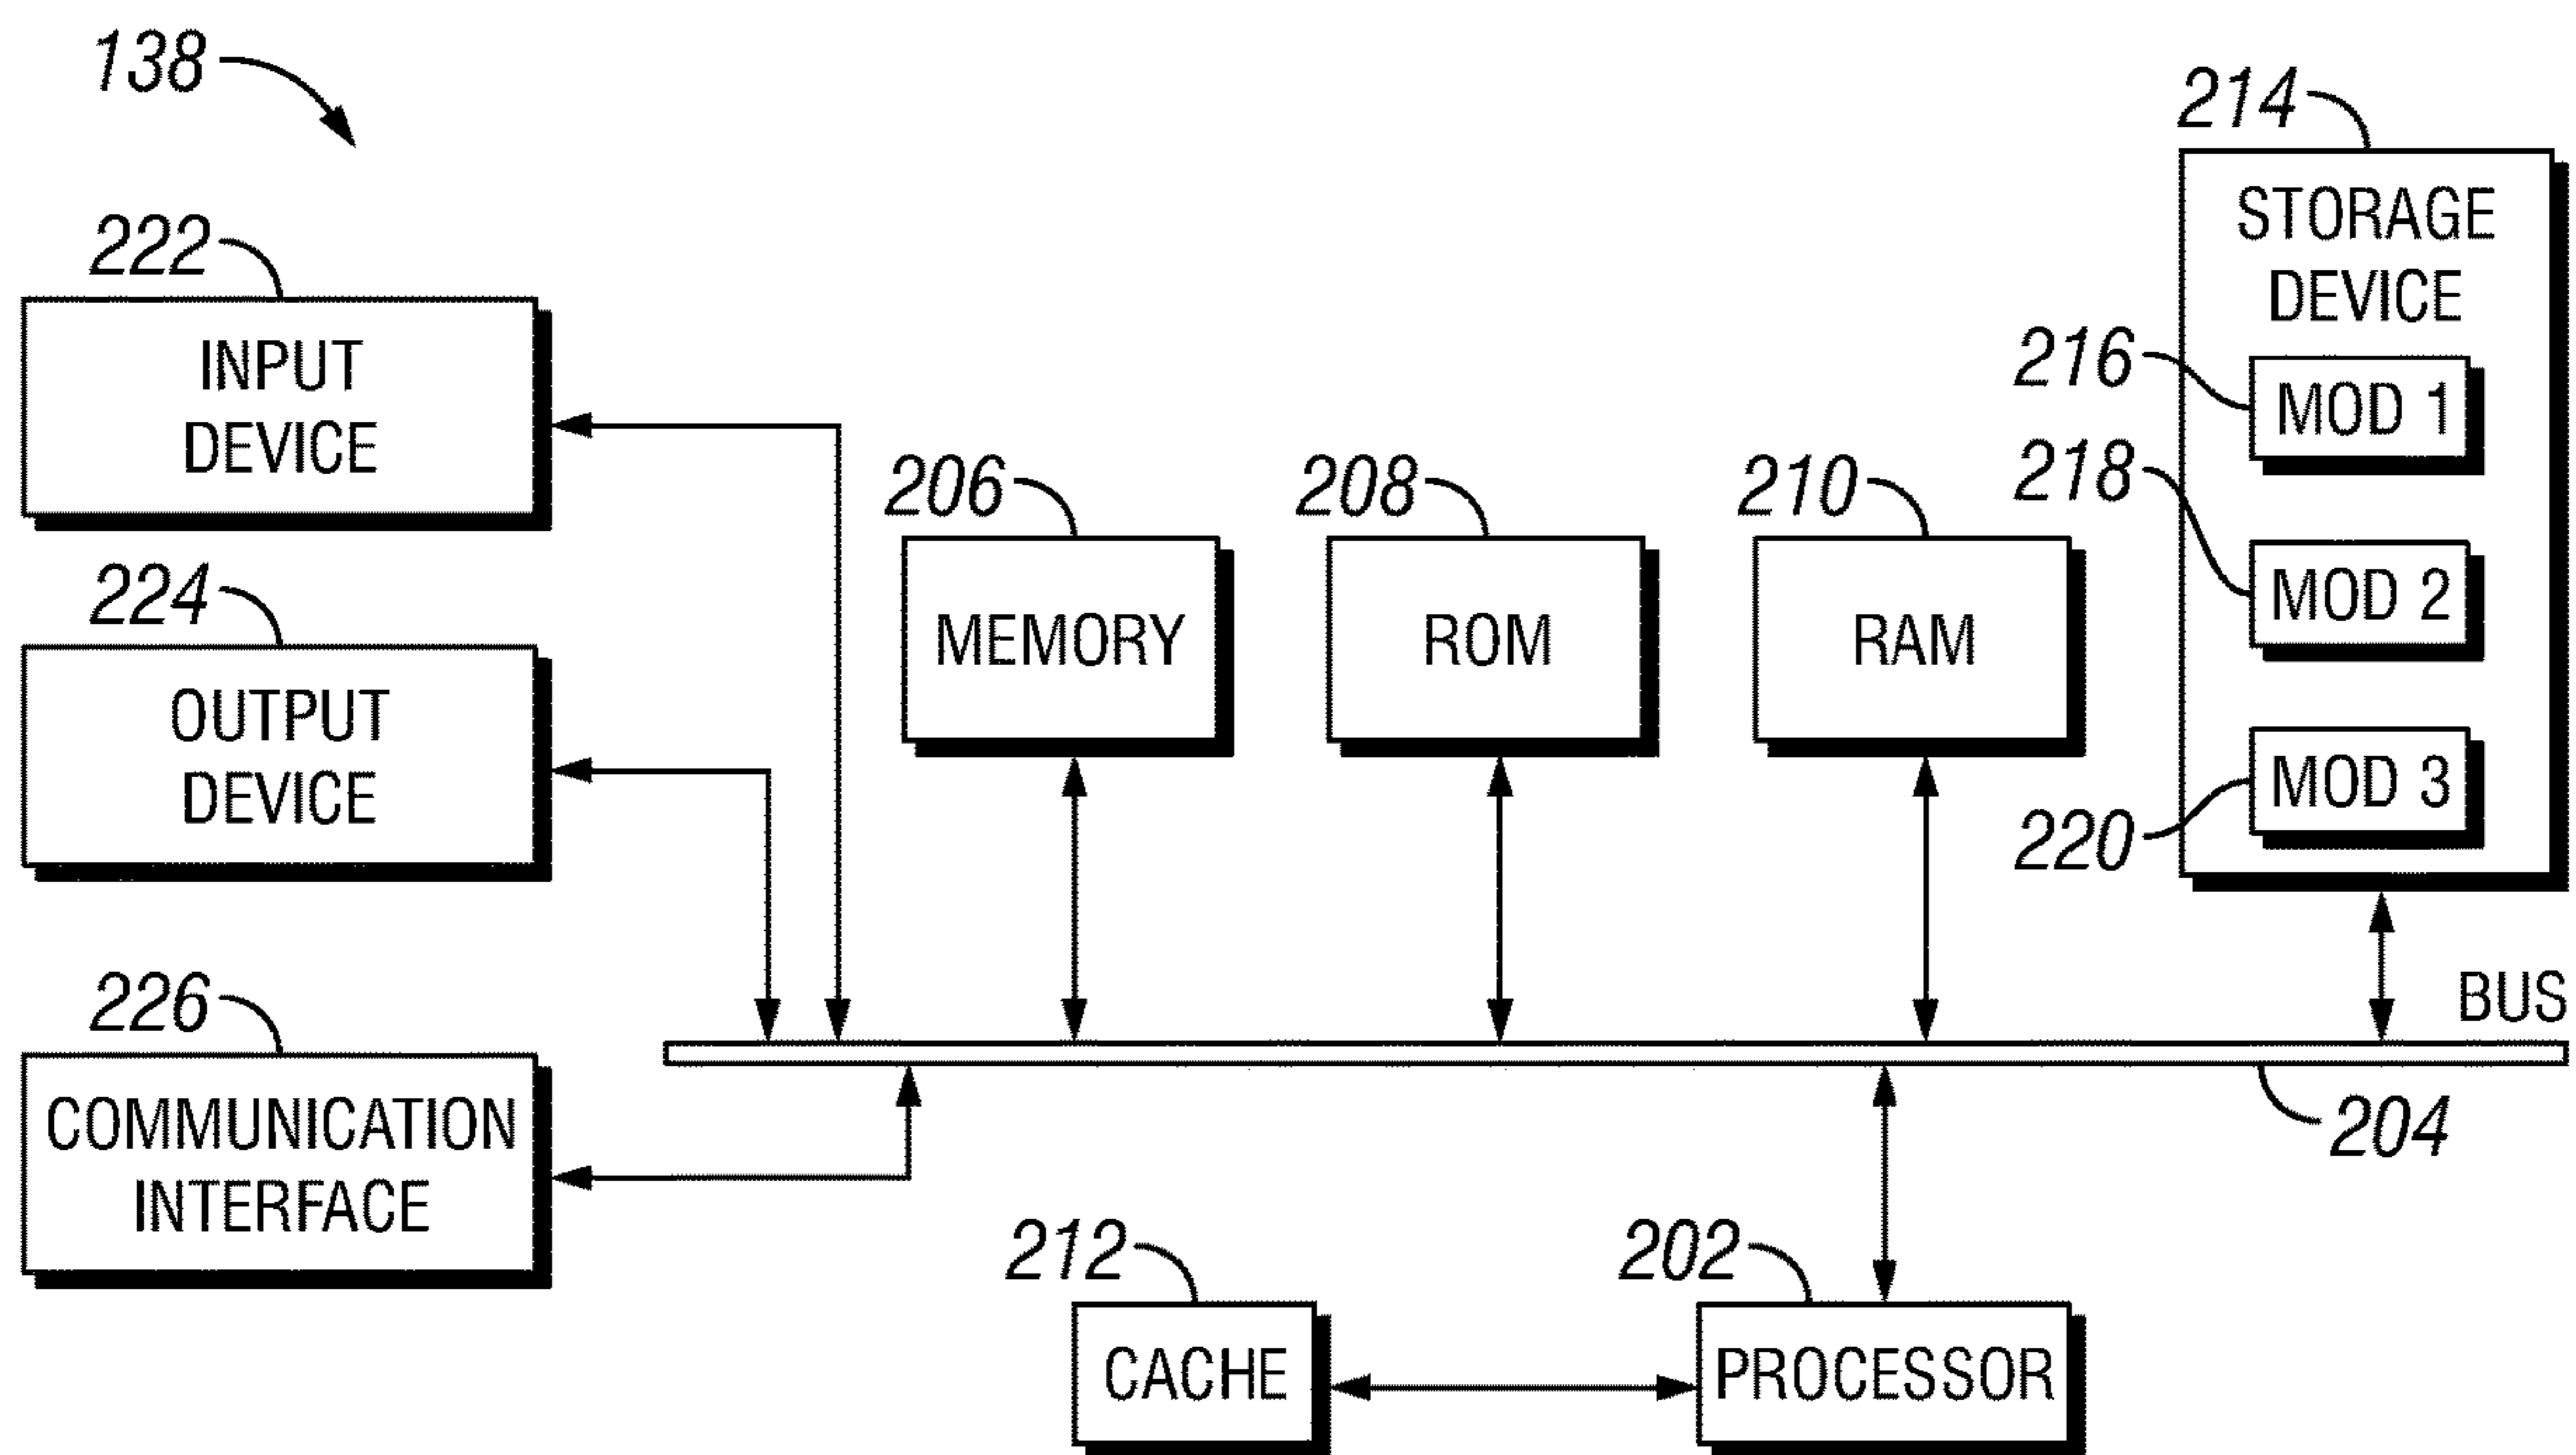 138
214
STORAGE
DEVICE
222
INPUT
DEVICE
216
MOD 1
206
208
210
218
MEMORY
ROM
RAM
MOD 2
224
OUTPUT
DEVICE
MOD 3
220
226
BUS
COMMUNICATION
INTERFACE
204
212
202
CACHE
PROCESSOR